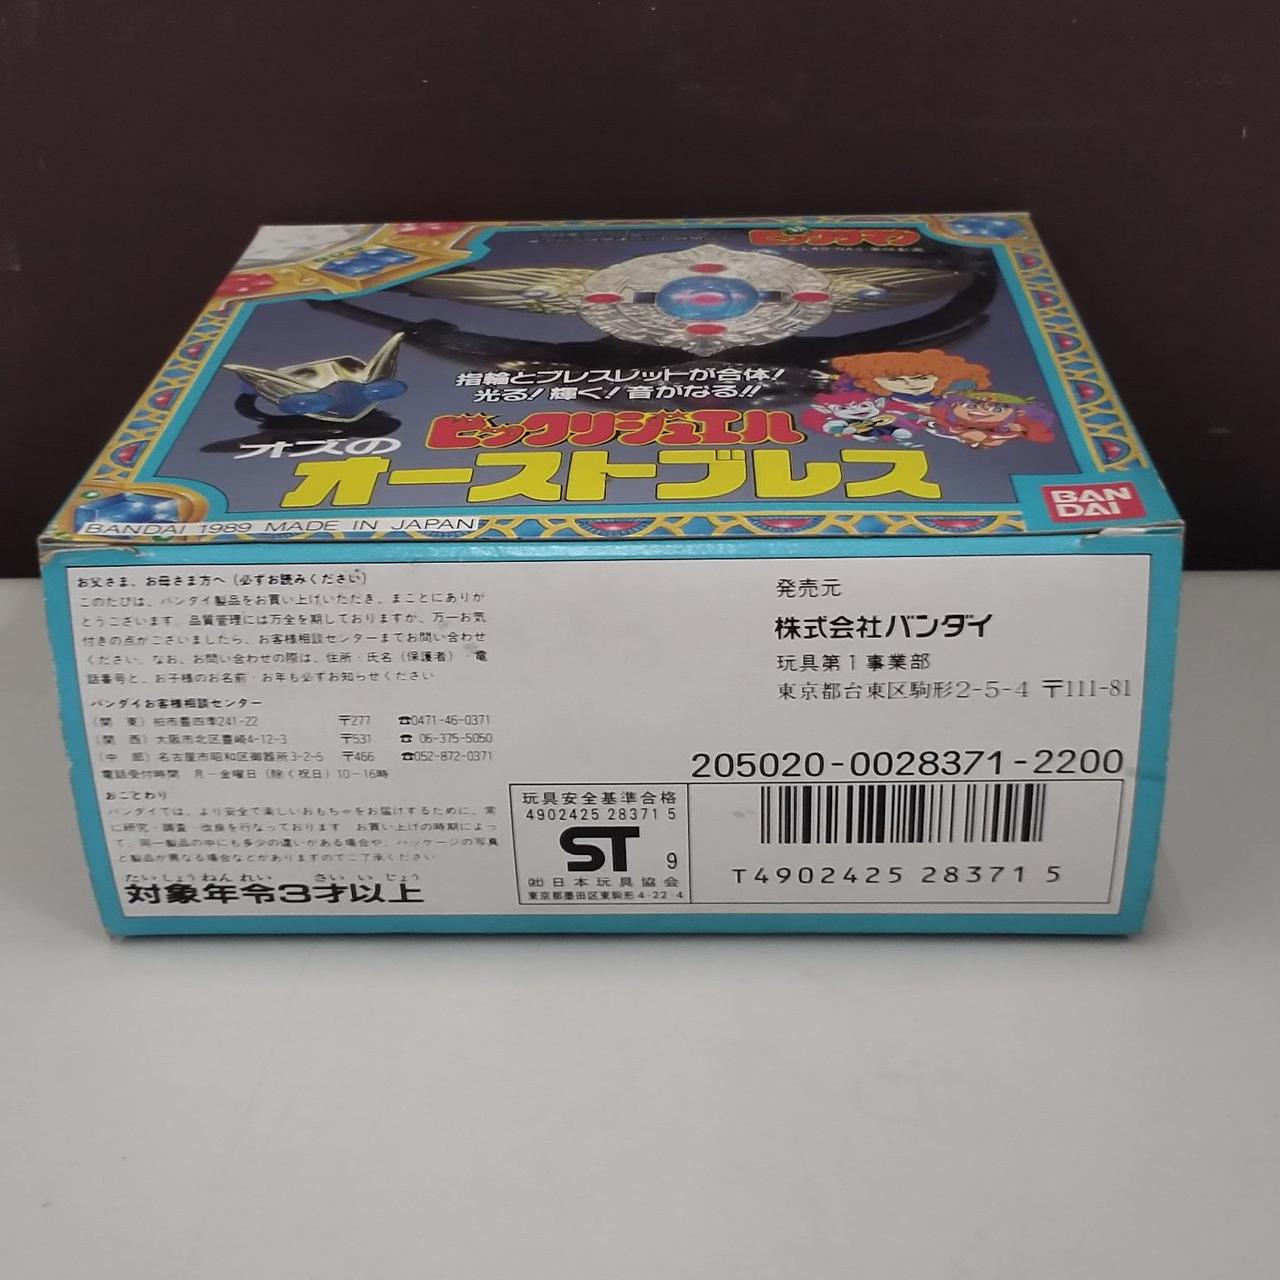 ビックリマン
指輪とブレスレットが合体!
光る!輝く!音がなる!!
ビックリジュエル
オズの
オーストブレス
BANDAI 1989 MADE IN JAPAN
BAN
DAI
お父さま、お母さま方へ(必ずお読みください)
このたびは、バンダイ製品をお買い上げいただき、まことにありが
とうございます。品質管理には万全を期しておりますが、万一お気
付きの点がございましたら、お客様相談センターまでお問い合わせ
ください。なお、お問い合わせの際は、住所・氏名(保護者)・電
話番号と、お子様のお名前・お年も必ずお知らせください
バンダイお客様相談センター
(関 東) 柏市豊四季241-22 〒277 ☎0471-46-0371
(関 西) 大阪市北区豊崎4-12-3 〒531 ☎06-375-5050
(中 部) 名古屋市昭和区御器所3-2-5 〒466 ☎052-872-0371
電話受付時間 月~金曜日(除く祝日)10~16時
おことわり
バンダイでは、より安全で楽しいおもちゃをお届けするために、常
に研究・調査・改良を行なっております お買い上げの時期によっ
て、同一製品の中にも多少の違いがある場合や、パッケージの写真
と製品が異なる場合などがありますのでご了承ください
たいしょうねんれい さいいじょう
対象年令3才以上
発売元
株式会社バンダイ
玩具第1事業部
東京都台東区駒形2-5-4 〒111-81
205020-0028371-2200
玩具安全基準合格
4902425 28371 5
ST 9
(社)日本玩具協会
東京都墨田区東駒形4-22-4
T4902425 28371 5